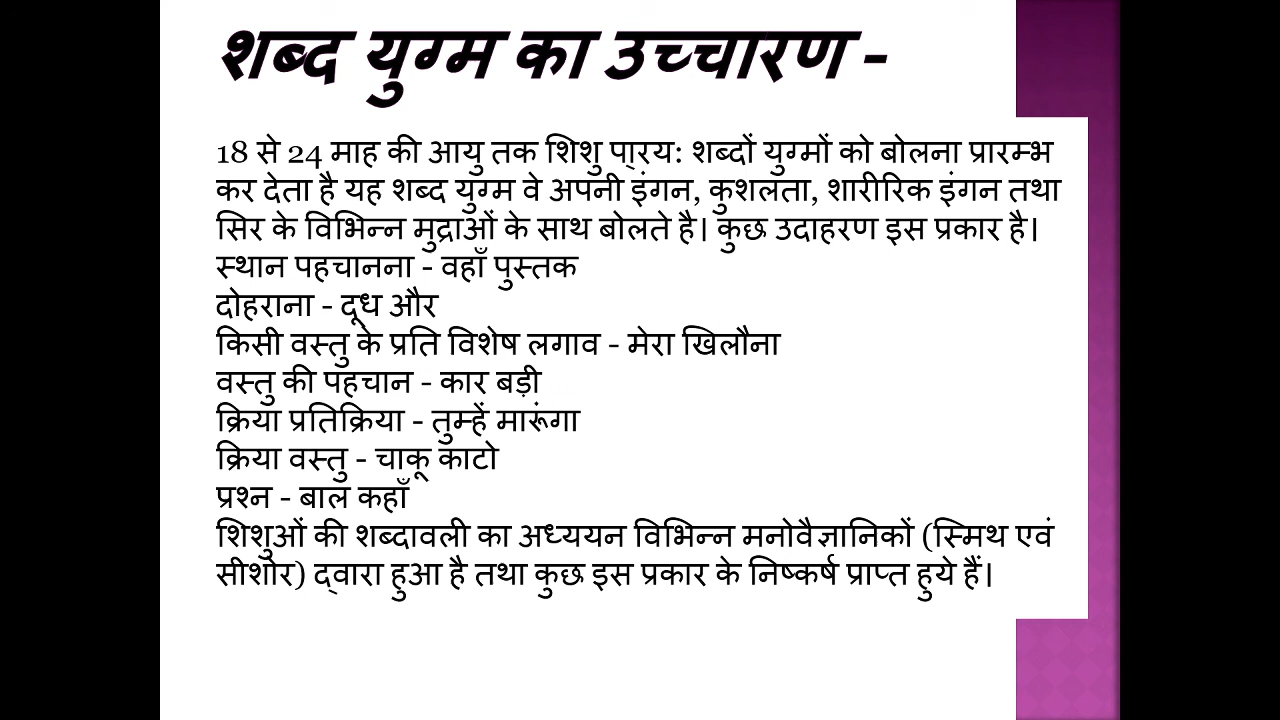 शब्द युग्म का उच्चारण -
18 से 24 माह की आयु तक शिशु पा्रय: शब्दों युग्मों को बोलना प्रारम्भ
कर देता है यह शब्द युग्म वे अपनी इंगन, कुशलता, शारीरिक इंगन तथा
सिर के विभिन्न मुद्राओं के साथ बोलते है। कुछ उदाहरण इस प्रकार है।
स्थान पहचानना - वहाँ पुस्तक
दोहराना - दूध और
किसी वस्तु के प्रति विशेष लगाव - मेरा खिलौना
वस्तु की पहचान - कार बड़ी
क्रिया प्रतिक्रिया - तुम्हें मारूंगा
क्रिया वस्तु - चाकू काटो
प्रश्न - बाल कहाँ
शिशुओं की शब्दावली का अध्ययन विभिन्न मनोवैज्ञानिकों (स्मिथ एवं
सीशोर) द्वारा हुआ है तथा कुछ इस प्रकार के निष्कर्ष प्राप्त हुये हैं।